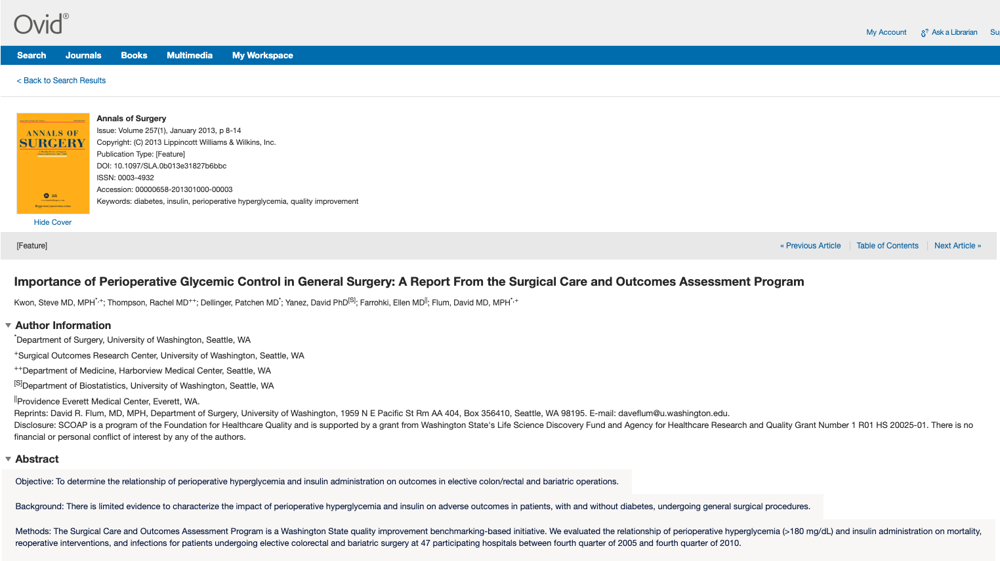 Ovid®
My Account Ask a Librarian
Search Journals Books Multimedia My Workspace
< Back to Search Results
ANNALS OF
SURGERY
Hide Cover
Annals of Surgery
Issue: Volume 257(1), January 2013, p 8-14
Copyright: (C) 2013 Lippincott Williams & Wilkins, Inc.
Publication Type: [Feature]
DOI: 10.1097/SLA.0b013e31827b6bbc
ISSN: 0003-4932
Accession: 00000658-201301000-00003
Keywords: diabetes, insulin, perioperative hyperglycemia, quality improvement
[Feature] « Previous Article Table of Contents Next Article »
Importance of Perioperative Glycemic Control in General Surgery: A Report From the Surgical Care and Outcomes Assessment Program
Kwon, Steve MD, MPH*,+; Thompson, Rachel MD++; Dellinger, Patchen MD*; Yanez, David PhD[S]; Farrohki, Ellen MD||; Flum, David MD, MPH*,+
Author Information
*Department of Surgery, University of Washington, Seattle, WA
+Surgical Outcomes Research Center, University of Washington, Seattle, WA
++Department of Medicine, Harborview Medical Center, Seattle, WA
[S]Department of Biostatistics, University of Washington, Seattle, WA
||Providence Everett Medical Center, Everett, WA.
Reprints: David R. Flum, MD, MPH, Department of Surgery, University of Washington, 1959 N E Pacific St Rm AA 404, Box 356410, Seattle, WA 98195. E-mail: daveflum@u.washington.edu.
Disclosure: SCOAP is a program of the Foundation for Healthcare Quality and is supported by a grant from Washington State's Life Science Discovery Fund and Agency for Healthcare Research and Quality Grant Number 1 R01 HS 20025-01. There is no
financial or personal conflict of interest by any of the authors.
Abstract
Objective: To determine the relationship of perioperative hyperglycemia and insulin administration on outcomes in elective colon/rectal and bariatric operations.
Background: There is limited evidence to characterize the impact of perioperative hyperglycemia and insulin on adverse outcomes in patients, with and without diabetes, undergoing general surgical procedures.
Methods: The Surgical Care and Outcomes Assessment Program is a Washington State quality improvement benchmarking-based initiative. We evaluated the relationship of perioperative hyperglycemia (>180 mg/dL) and insulin administration on mortality,
reoperative interventions, and infections for patients undergoing elective colorectal and bariatric surgery at 47 participating hospitals between fourth quarter of 2005 and fourth quarter of 2010.